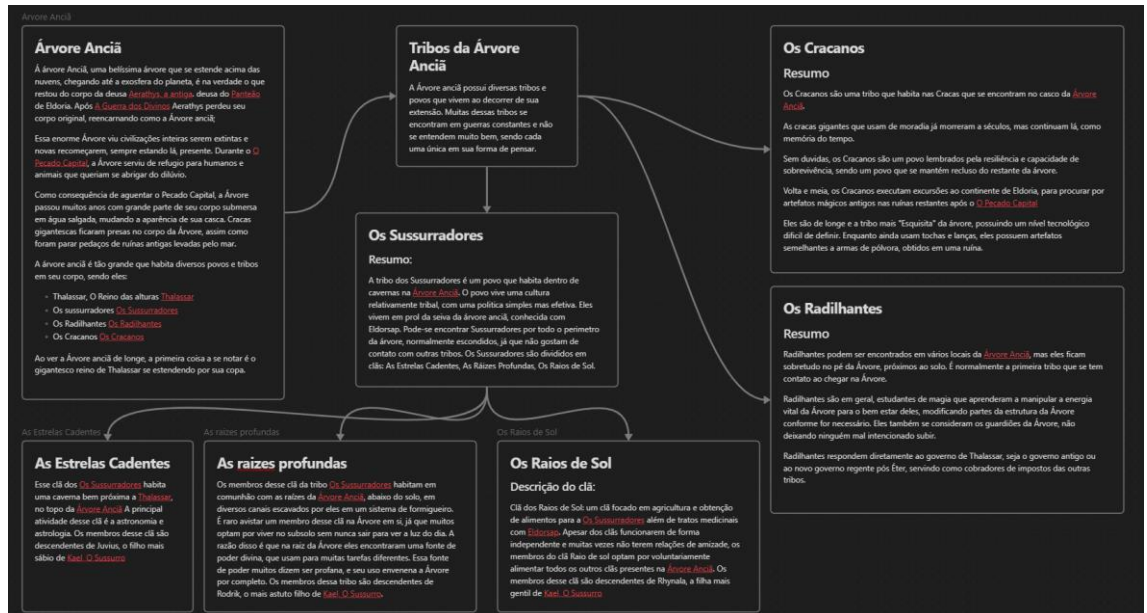 Árvore Anciã
Árvore Anciã
À árvore Anciã, uma belíssima árvore que se estende acima das
nuvens, chegando até a exosfera do planeta, é na verdade o que
restou do corpo da deusa Aerathys, a antiga. deusa do Panteão
de Eldoria. Após A Guerra dos Divinos Aerathys perdeu seu
corpo original, reencarnando como a Árvore anciã;
Essa enorme Árvore viu civilizações inteiras serem extintas e
novas recomeçarem, sempre estando lá, presente. Durante o O
Pecado Capital, a Árvore serviu de refugio para humanos e
animais que queriam se abrigar do dilúvio.
Como consequência de aguentar o Pecado Capital, a Árvore
passou muitos anos com grande parte de seu corpo submersa
em água salgada, mudando a aparência de sua casca. Cracas
gigantescas ficaram presas no corpo da Árvore, assim como
foram parar pedaços de ruínas antigas levadas pelo mar.
A árvore anciã é tão grande que habita diversos povos e tribos
em seu corpo, sendo eles:
Thalassar, O Reino das alturas Thalassar
Os sussurradores Os Sussurradores
Os Radilhantes Os Radilhantes
Os Cracanos Os Cracanos
Ao ver a Árvore anciã de longe, a primeira coisa a se notar é o
gigantesco reino de Thalassar se estendendo por sua copa.
Tribos da Árvore
Anciã
A Árvore anciã possui diversas tribos e
povos que vivem ao decorrer de sua
extensão. Muitas dessas tribos se
encontram em guerras constantes e não
se entendem muito bem, sendo cada
uma única em sua forma de pensar.
Os Cracanos
Resumo
Os Cracanos são uma tribo que habita nas Cracas que se encontram no casco da Árvore
Anciã.
As cracas gigantes que usam de moradia já morreram a séculos, mas continuam lá, como
memória do tempo.
Sem duvidas, os Cracanos são um povo lembrados pela resiliência e capacidade de
sobrevivência, sendo um povo que se mantém recluso do restante da árvore.
Volta e meia, os Cracanos executam excursões ao continente de Eldoria, para procurar por
artefatos mágicos antigos nas ruínas restantes após o O Pecado Capital
Eles são de longe e a tribo mais "Esquisita" da árvore, possuindo um nível tecnológico
difícil de definir. Enquanto ainda usam tochas e lanças, eles possuem artefatos
semelhantes a armas de pólvora, obtidos em uma ruína.
Os Sussurradores
Resumo:
A tribo dos Sussuradores é um povo que habita dentro de
cavernas na Árvore Anciã. O povo vive uma cultura
relativamente tribal, com uma politica simples mas efetiva. Eles
vivem em prol da seiva da árvore anciã, conhecida com
Eldorsap. Pode-se encontrar Sussurradores por todo o perimetro
da árvore, normalmente escondidos, já que não gostam de
contato com outras tribos. Os Sussuradores são divididos em
clãs: As Estrelas Cadentes, As Ráizes Profundas, Os Raios de Sol.
Os Radilhantes
Resumo
Radilhantes podem ser encontrados em vários locais da Árvore Anciã, mas eles ficam
sobretudo no pé da Árvore, próximos ao solo. É normalmente a primeira tribo que se tem
contato ao chegar na Árvore.
Radilhantes são em geral, estudantes de magia que aprenderam a manipular a energia
vital da Árvore para o bem estar deles, modificando partes da estrutura da Árvore
conforme for necessário. Eles também se consideram os guardiões da Árvore, não
deixando ninguém mal intencionado subir.
Radilhantes respondem diretamente ao governo de Thalassar, seja o governo antigo ou
ao novo governo regente pós Éter, servindo como cobradores de impostos das outras
tribos.
As Estrelas Cadentes
As Estrelas Cadentes
Esse clã dos Os Sussurradores habita
uma caverna bem próxima a Thalassar,
no topo da Árvore Anciã A principal
atividade desse clã é a astronomia e
astrologia. Os membros desse clã são
descendentes de Juvius, o filho mais
sábio de Kael, O Sussurro
As raizes profundas
As raizes profundas
Os membros desse clã da tribo Os Sussurradores habitam em
comunhão com as raízes da Árvore Anciã, abaixo do solo, em
diversos canais escavados por eles em um sistema de formigueiro.
É raro avistar um membro desse clã na Árvore em si, já que muitos
optam por viver no subsolo sem nunca sair para ver a luz do dia. A
razão disso é que na raiz da Árvore eles encontraram uma fonte de
poder divina, que usam para muitas tarefas diferentes. Essa fonte
de poder muitos dizem ser profana, e seu uso envenena a Árvore
por completo. Os membros dessa tribo são descendentes de
Rodrik, o mais astuto filho de Kael, O Sussurro.
Os Raios de Sol
Os Raios de Sol
Descrição do clã:
Clã dos Raios de Sol: um clã focado em agricultura e obtenção
de alimentos para a Os Sussurradores além de tratos medicinais
com Eldorsap. Apesar dos clãs funcionarem de forma
independente e muitas vezes não terem relações de amizade, os
membros do clã Raio de sol optam por voluntariamente
alimentar todos os outros clãs presentes na Árvore Anciã. Os
membros desse clã são descendentes de Rhynala, a filha mais
gentil de Kael, O Sussurro